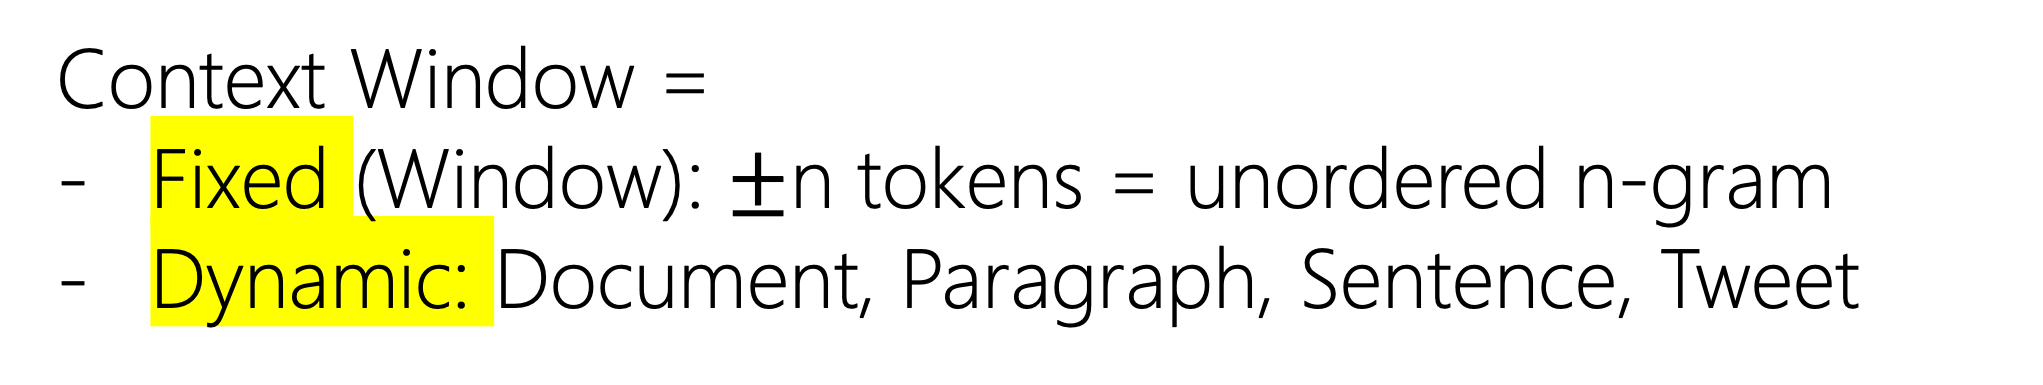 Context Window =
- Fixed (Window): ±n tokens = unordered n-gram
- Dynamic: Document, Paragraph, Sentence, Tweet